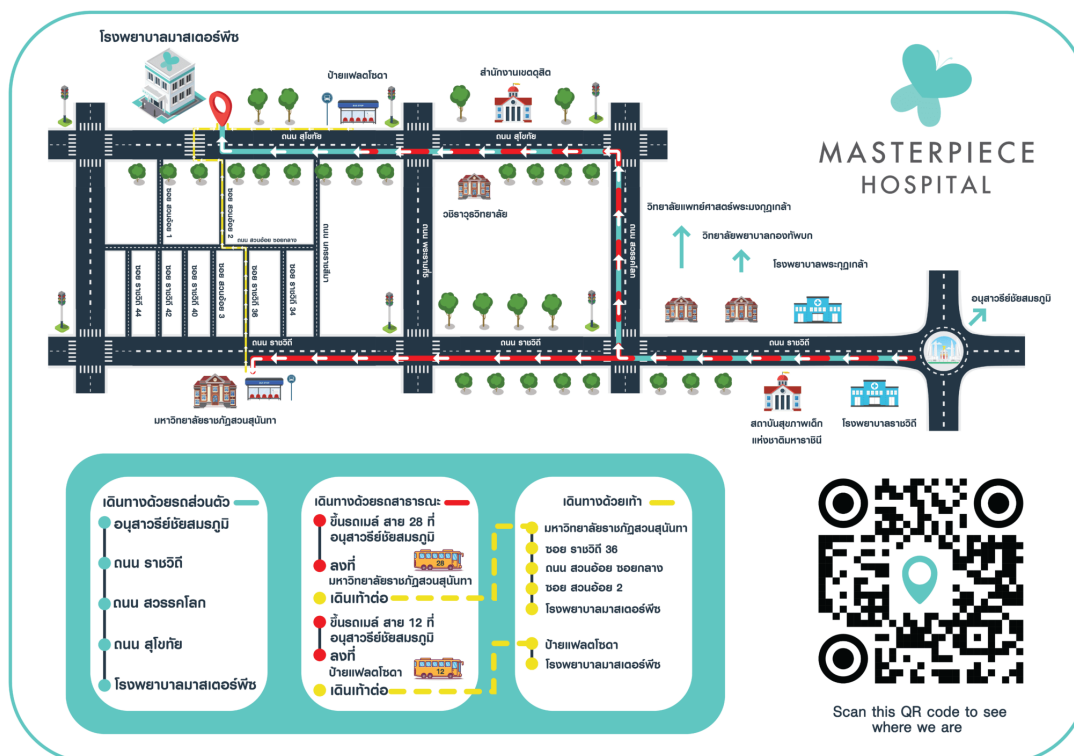 โรงพยาบาลมาสเตอร์พีซ
ป้ายแฟลตโซดา
สำนักงานเขตดุสิต
ถนน สุโขทัย
ถนน สุโขทัย
MASTERPIECE
HOSPITAL
วชิราวุธวิทยาลัย
วิทยาลัยแพทย์ศาสตร์พระมงกุฎเกล้า
วิทยาลัยพยาบาลกองทัพบก
โรงพยาบาลพระกุฎเกล้า
อนุสาวรีย์ชัยสมรภูมิ
ซอย สวนอ้อย 1
ซอย สวนอ้อย 2
ถนน สวนอ้อย ซอยกลาง
ถนน นครราชสีมา
ถนน พระรามที่5
ถนน สวรรคโลก
ซอย ราชวิถี 44
ซอย ราชวิถี 42
ซอย ราชวิถี 40
ซอย สวนอ้อย 3
ซอย ราชวิถี 36
ซอย ราชวิถี 34
ถนน ราชวิถี
ถนน ราชวิถี
ถนน ราชวิถี
มหาวิทยาลัยราชภัฏสวนสุนันทา
สถาบันสุขภาพเด็ก
แห่งชาติมหาราชินี
โรงพยาบาลราชวิถี
เดินทางด้วยรถส่วนตัว
อนุสาวรีย์ชัยสมรภูมิ
ถนน ราชวิถี
ถนน สวรรคโลก
ถนน สุโขทัย
โรงพยาบาลมาสเตอร์พีซ
เดินทางด้วยรถสาธารณะ
ขึ้นรถเมล์ สาย 28 ที่
อนุสาวรีย์ชัยสมรภูมิ
ลงที่
28
มหาวิทยาลัยราชภัฏสวนสุนันทา
เดินเท้าต่อ
ขึ้นรถเมล์ สาย 12 ที่
อนุสาวรีย์ชัยสมรภูมิ
ลงที่
12
ป้ายแฟลตโซดา
เดินเท้าต่อ
เดินทางด้วยเท้า
มหาวิทยาลัยราชภัฏสวนสุนันทา
ซอย ราชวิถี 36
ถนน สวนอ้อย ซอยกลาง
ซอย สวนอ้อย 2
โรงพยาบาลมาสเตอร์พีซ
ป้ายแฟลตโซดา
โรงพยาบาลมาสเตอร์พีซ
Scan this QR code to see
where we are